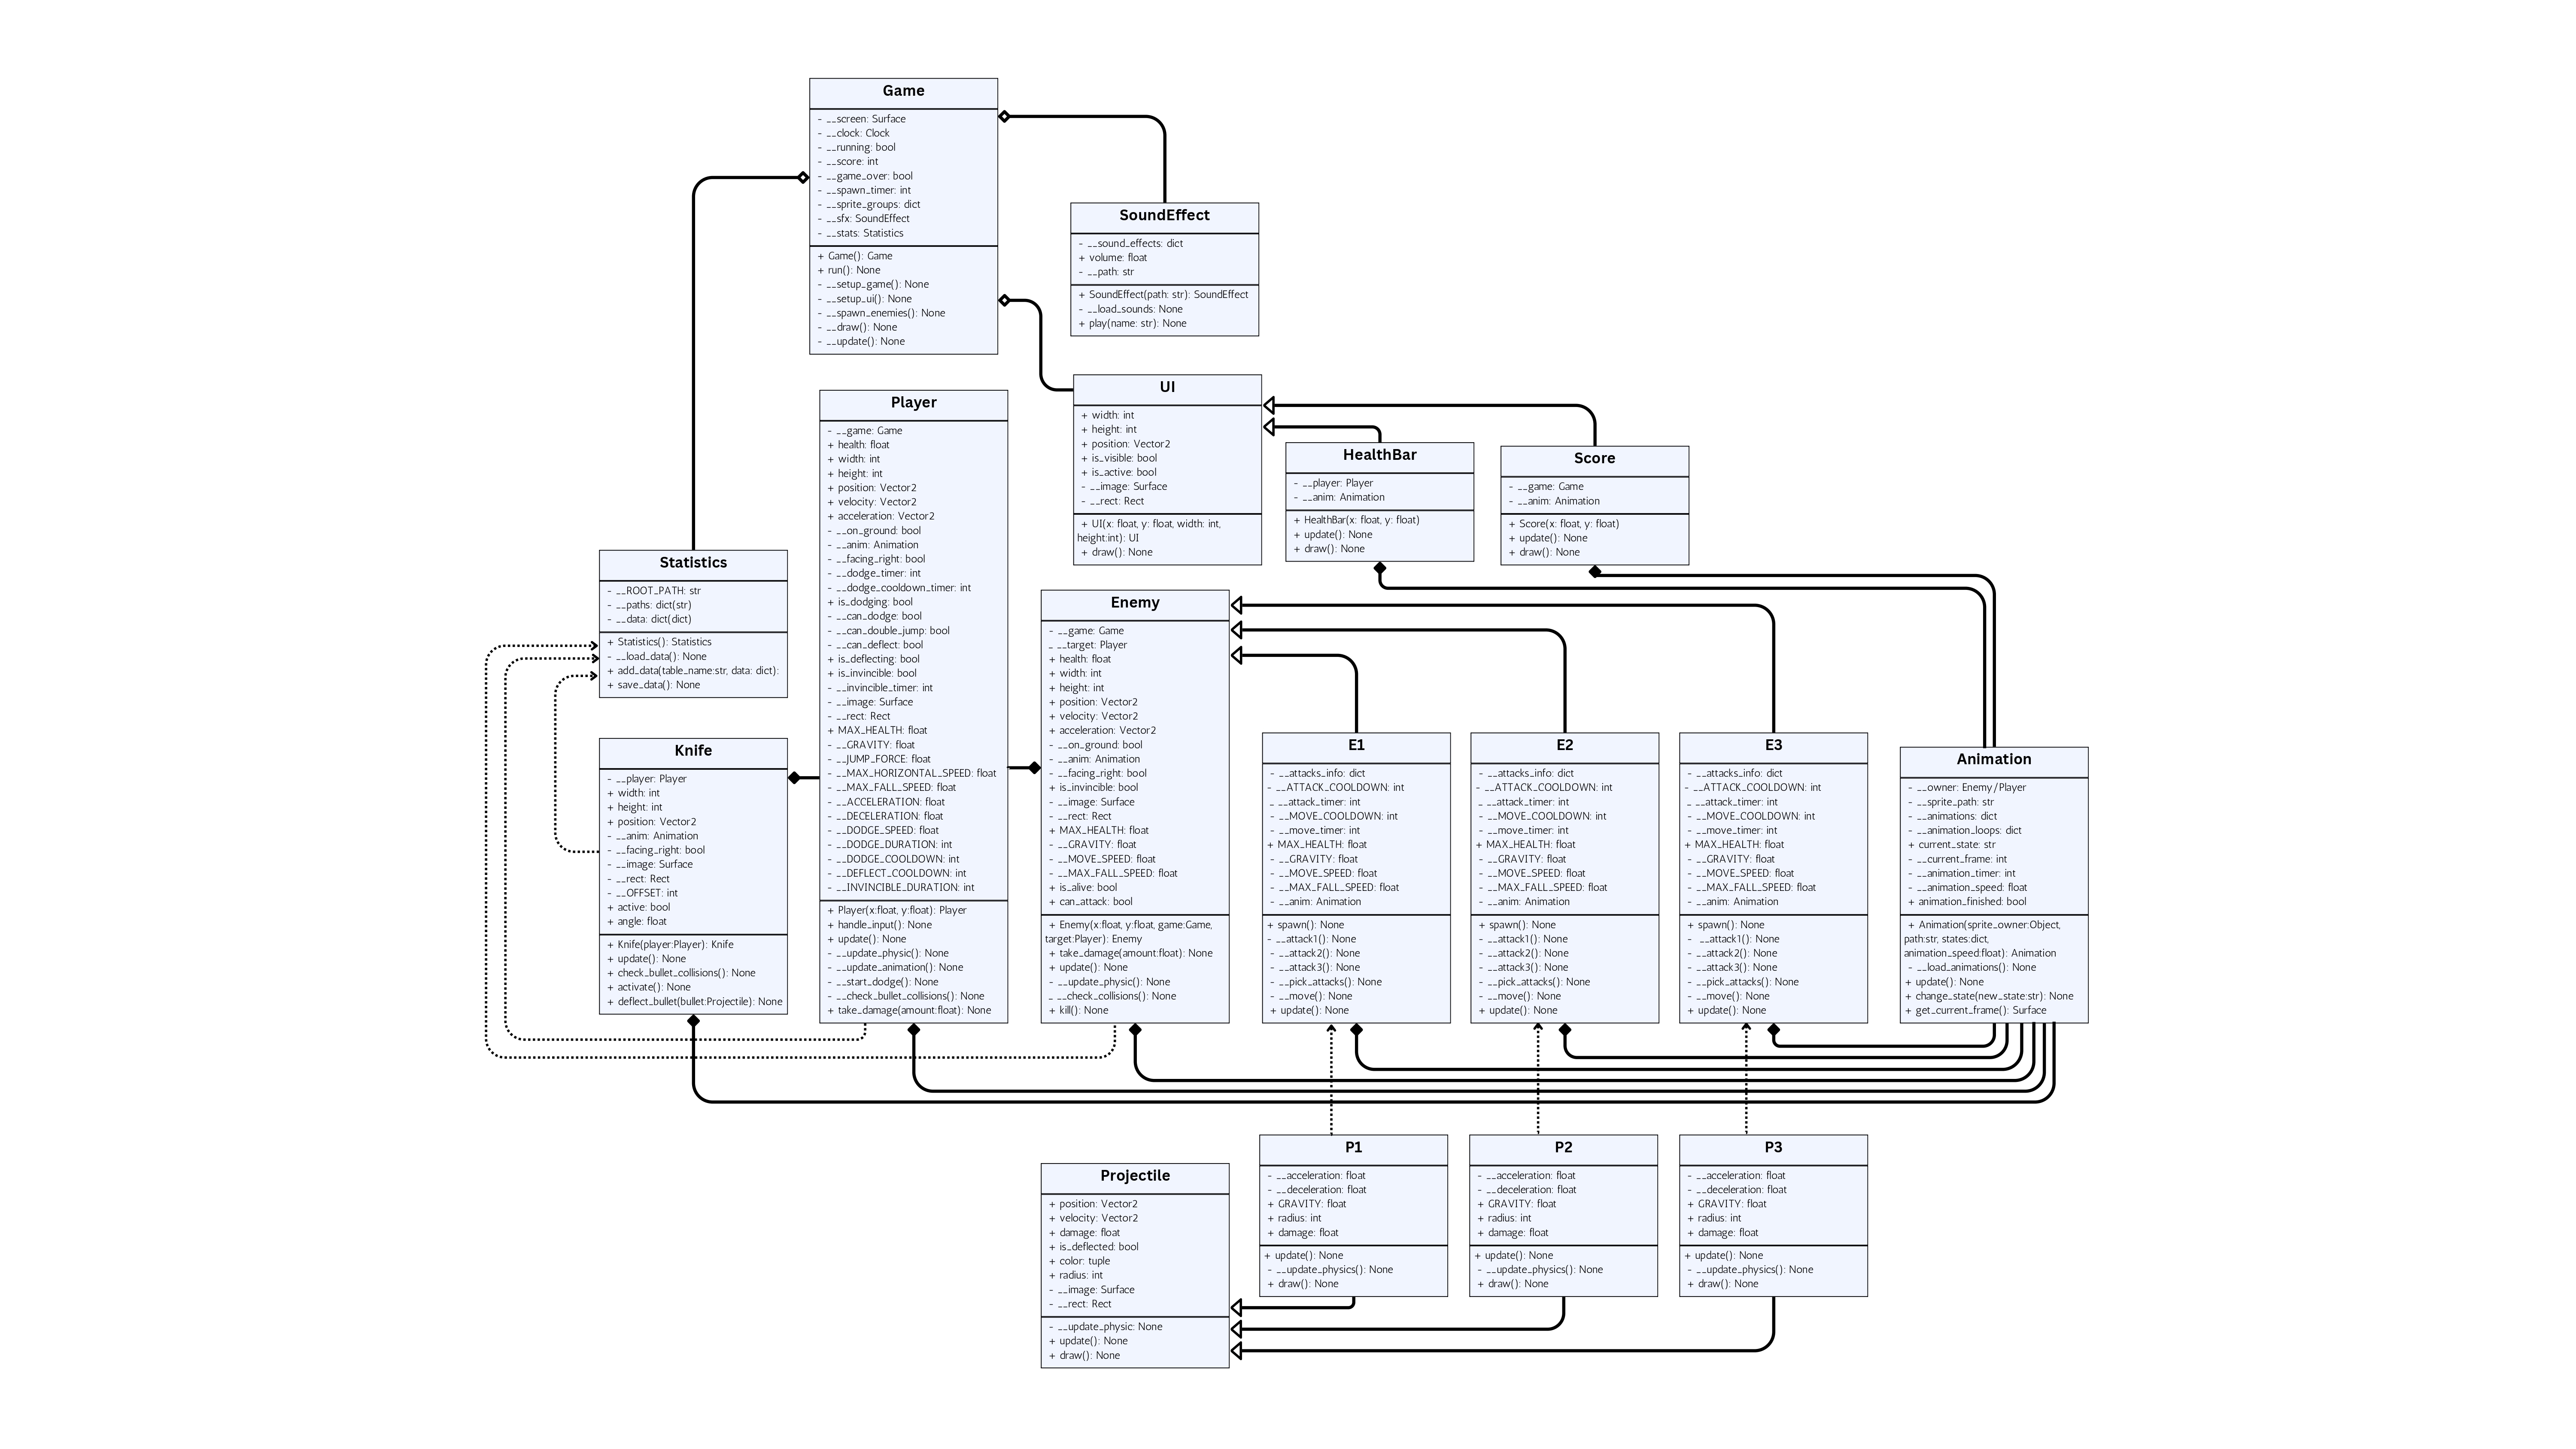 Game
- __screen: Surface
- __clock: Clock
- __running: bool
- __score: int
- __game_over: bool
- __spawn_timer: int
- __sprite_groups: dict
- __sfx: SoundEffect
- __stats: Statistics
+ Game(): Game
+ run(): None
- __setup_game(): None
- __setup_ui(): None
- __spawn_enemies(): None
- __draw(): None
- __update(): None
SoundEffect
- __sound_effects: dict
+ volume: float
- __path: str
+ SoundEffect(path: str): SoundEffect
- __load_sounds: None
+ play(name: str): None
UI
+ width: int
+ height: int
+ position: Vector2
+ is_visible: bool
+ is_active: bool
- __image: Surface
- __rect: Rect
+ UI(x: float, y: float, width: int,
height:int): UI
+ draw(): None
HealthBar
- __player: Player
- __anim: Animation
+ HealthBar(x: float, y: float)
+ update(): None
+ draw(): None
Score
- __game: Game
- __anim: Animation
+ Score(x: float, y: float)
+ update(): None
+ draw(): None
Player
- __game: Game
+ health: float
+ width: int
+ height: int
+ position: Vector2
+ velocity: Vector2
+ acceleration: Vector2
- __on_ground: bool
- __anim: Animation
- __facing_right: bool
- __dodge_timer: int
- __dodge_cooldown_timer: int
+ is_dodging: bool
- __can_dodge: bool
- __can_double_jump: bool
- __can_deflect: bool
+ is_deflecting: bool
+ is_invincible: bool
- __invincible_timer: int
- __image: Surface
- __rect: Rect
+ MAX_HEALTH: float
- __GRAVITY: float
- __JUMP_FORCE: float
- __MAX_HORIZONTAL_SPEED: float
- __MAX_FALL_SPEED: float
- __ACCELERATION: float
- __DECELERATION: float
- __DODGE_SPEED: float
- __DODGE_DURATION: int
- __DODGE_COOLDOWN: int
- __DEFLECT_COOLDOWN: int
- __INVINCIBLE_DURATION: int
+ Player(x:float, y:float): Player
+ handle_input(): None
+ update(): None
- __update_physic(): None
- __update_animation(): None
- __start_dodge(): None
- __check_bullet_collisions(): None
+ take_damage(amount:float): None
Statistics
- __ROOT_PATH: str
- __paths: dict(str)
- __data: dict(dict)
+ Statistics(): Statistics
- __load_data(): None
+ add_data(table_name:str, data: dict):
+ save_data(): None
Knife
- __player: Player
+ width: int
+ height: int
+ position: Vector2
- __anim: Animation
- __facing_right: bool
- __image: Surface
- __rect: Rect
- __OFFSET: int
+ active: bool
+ angle: float
+ Knife(player:Player): Knife
+ update(): None
+ check_bullet_collisions(): None
+ activate(): None
+ deflect_bullet(bullet:Projectile): None
Enemy
- __game: Game
_ __target: Player
+ health: float
+ width: int
+ height: int
+ position: Vector2
+ velocity: Vector2
+ acceleration: Vector2
- __on_ground: bool
- __anim: Animation
- __facing_right: bool
+ is_invincible: bool
- __image: Surface
- __rect: Rect
+ MAX_HEALTH: float
- __GRAVITY: float
- __MOVE_SPEED: float
- __MAX_FALL_SPEED: float
+ is_alive: bool
+ can_attack: bool
+ Enemy(x:float, y:float, game:Game,
target:Player): Enemy
+ take_damage(amount:float): None
+ update(): None
- __update_physic(): None
_ __check_collisions(): None
+ kill(): None
E1
- __attacks_info: dict
- __ATTACK_COOLDOWN: int
_ __attack_timer: int
- __MOVE_COOLDOWN: int
- __move_timer: int
+ MAX_HEALTH: float
- __GRAVITY: float
- __MOVE_SPEED: float
- __MAX_FALL_SPEED: float
- __anim: Animation
+ spawn(): None
- __attack1(): None
- __attack2(): None
- __attack3(): None
- __pick_attacks(): None
- __move(): None
+ update(): None
E2
- __attacks_info: dict
- __ATTACK_COOLDOWN: int
_ __attack_timer: int
- __MOVE_COOLDOWN: int
- __move_timer: int
+ MAX_HEALTH: float
- __GRAVITY: float
- __MOVE_SPEED: float
- __MAX_FALL_SPEED: float
- __anim: Animation
+ spawn(): None
- __attack1(): None
- __attack2(): None
- __attack3(): None
- __pick_attacks(): None
- __move(): None
+ update(): None
E3
- __attacks_info: dict
- __ATTACK_COOLDOWN: int
_ __attack_timer: int
- __MOVE_COOLDOWN: int
- __move_timer: int
+ MAX_HEALTH: float
- __GRAVITY: float
- __MOVE_SPEED: float
- __MAX_FALL_SPEED: float
- __anim: Animation
+ spawn(): None
- __attack1(): None
- __attack2(): None
- __attack3(): None
- __pick_attacks(): None
- __move(): None
+ update(): None
Animation
- __owner: Enemy/Player
- __sprite_path: str
- __animations: dict
- __animation_loops: dict
+ current_state: str
- __current_frame: int
- __animation_timer: int
- __animation_speed: float
+ animation_finished: bool
+ Animation(sprite_owner:Object,
path:str, states:dict,
animation_speed:float): Animation
- __load_animations(): None
+ update(): None
+ change_state(new_state:str): None
+ get_current_frame(): Surface
Projectile
+ position: Vector2
+ velocity: Vector2
+ damage: float
+ is_deflected: bool
+ color: tuple
+ radius: int
- __image: Surface
- __rect: Rect
- __update_physic: None
+ update(): None
+ draw(): None
P1
- __acceleration: float
- __deceleration: float
+ GRAVITY: float
+ radius: int
+ damage: float
+ update(): None
- __update_physics(): None
+ draw(): None
P2
- __acceleration: float
- __deceleration: float
+ GRAVITY: float
+ radius: int
+ damage: float
+ update(): None
- __update_physics(): None
+ draw(): None
P3
- __acceleration: float
- __deceleration: float
+ GRAVITY: float
+ radius: int
+ damage: float
+ update(): None
- __update_physics(): None
+ draw(): None